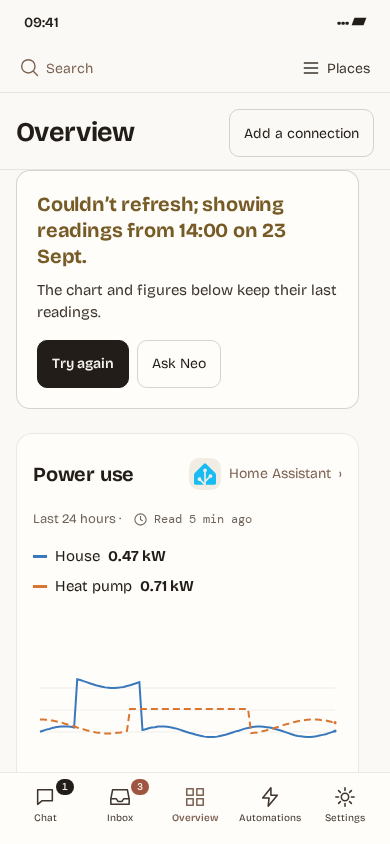 09:41
Search
Places
Overview
Add a connection
Couldn’t refresh; showing
readings from 14:00 on 23
Sept.
The chart and figures below keep their last
readings.
Try again
Ask Neo
Power use
Home Assistant ›
Last 24 hours ·
Read 5 min ago
House 0.47 kW
Heat pump 0.71 kW
1
3
Chat
Inbox
Overview
Automations
Settings